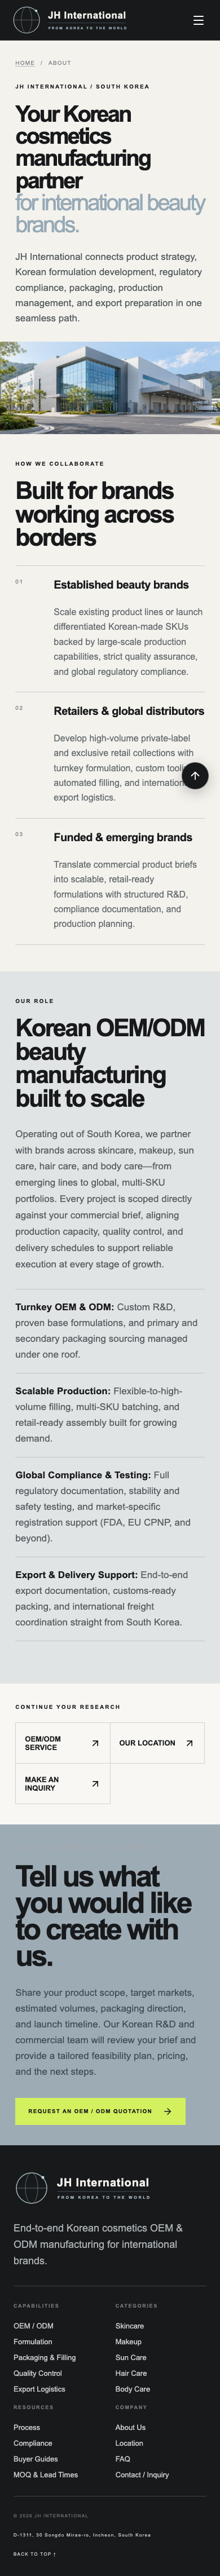 JH International
FROM KOREA TO THE WORLD
HOME / ABOUT
JH INTERNATIONAL / SOUTH KOREA
Your Korean
cosmetics
manufacturing
partner
for international beauty
brands.
JH International connects product strategy,
Korean formulation development, regulatory
compliance, packaging, production
management, and export preparation in one
seamless path.
HOW WE COLLABORATE
Built for brands
working across
borders
01
Established beauty brands
Scale existing product lines or launch
differentiated Korean-made SKUs
backed by large-scale production
capabilities, strict quality assurance,
and global regulatory compliance.
02
Retailers & global distributors
Develop high-volume private-label
and exclusive retail collections with
turnkey formulation, custom
automated filling, and
export logistics.
03
Funded & emerging brands
Translate commercial product briefs
into scalable, retail-ready
formulations with structured R&D,
compliance documentation, and
production planning.
OUR ROLE
Korean OEM/ODM
beauty
manufacturing
built to scale
Operating out of South Korea, we partner
with brands across skincare, makeup, sun
care, hair care, and body care—from
emerging lines to global, multi-SKU
portfolios. Every project is scoped directly
against your commercial brief, aligning
production capacity, quality control, and
delivery schedules to support reliable
execution at every stage of growth.
Turnkey OEM & ODM: Custom R&D,
proven base formulations, and primary and
secondary packaging sourcing managed
under one roof.
Scalable Production: Flexible-to-high-
volume filling, multi-SKU batching, and
retail-ready assembly built for growing
demand.
Global Compliance & Testing: Full
regulatory documentation, stability and
safety testing, and market-specific
registration support (FDA, EU CPNP, and
beyond).
Export & Delivery Support: End-to-end
export documentation, customs-ready
packing, and international freight
coordination straight from South Korea.
CONTINUE YOUR RESEARCH
OEM/ODM
SERVICE
OUR LOCATION
MAKE AN
INQUIRY
Tell us what
you would like
to create with
us.
Share your product scope, target markets,
estimated volumes, packaging direction,
and launch timeline. Our Korean R&D and
commercial team will review your brief and
provide a tailored feasibility plan, pricing,
and the next steps.
REQUEST AN OEM / ODM QUOTATION
JH International
FROM KOREA TO THE WORLD
End-to-end Korean cosmetics OEM &
ODM manufacturing for international
brands.
CAPABILITIES
OEM / ODM
Formulation
Packaging & Filling
Quality Control
Export Logistics
CATEGORIES
Skincare
Makeup
Sun Care
Hair Care
Body Care
RESOURCES
Process
Compliance
Buyer Guides
MOQ & Lead Times
COMPANY
About Us
Location
FAQ
Contact / Inquiry
© 2026 JH INTERNATIONAL
D-1311, 30 Songdo Mirae-ro, Incheon, South Korea
BACK TO TOP ↑